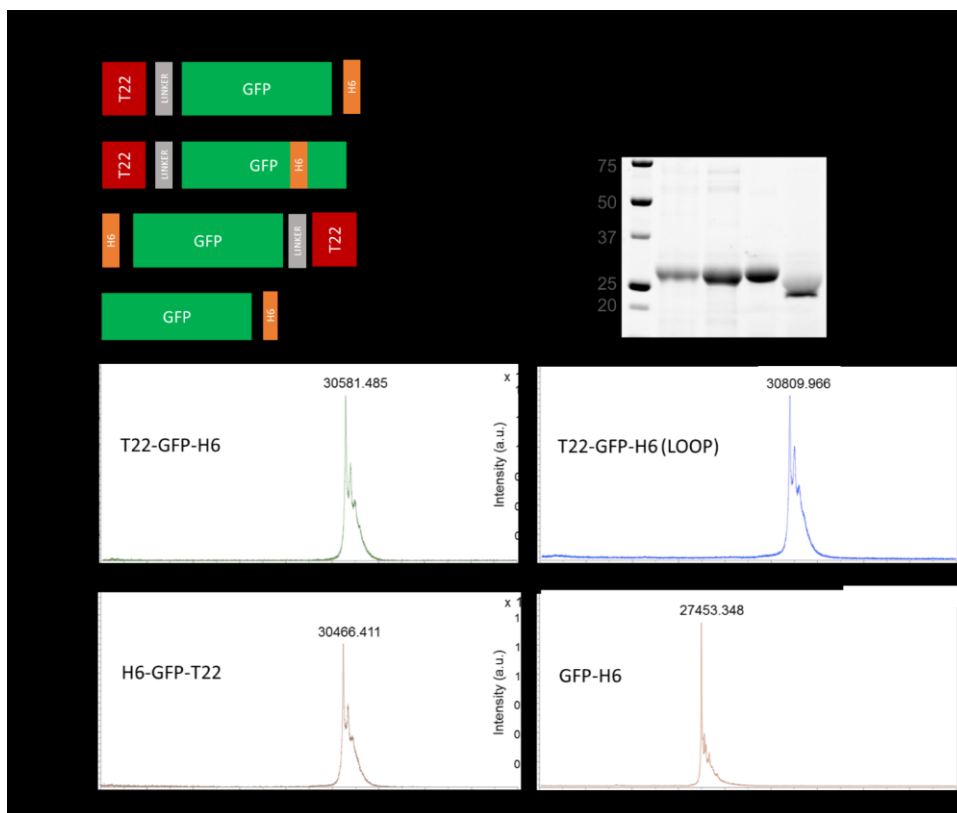 T22 LINKER GFP H6
T22 LINKER GFP H6
H6 GFP LINKER T22
GFP H6
75
50
37
25
20
30581.485
T22-GFP-H6
x 1
Intensity (a.u.)
30809.966
T22-GFP-H6 (LOOP)
30466.411
H6-GFP-T22
x 1
Intensity (a.u.)
27453.348
GFP-H6